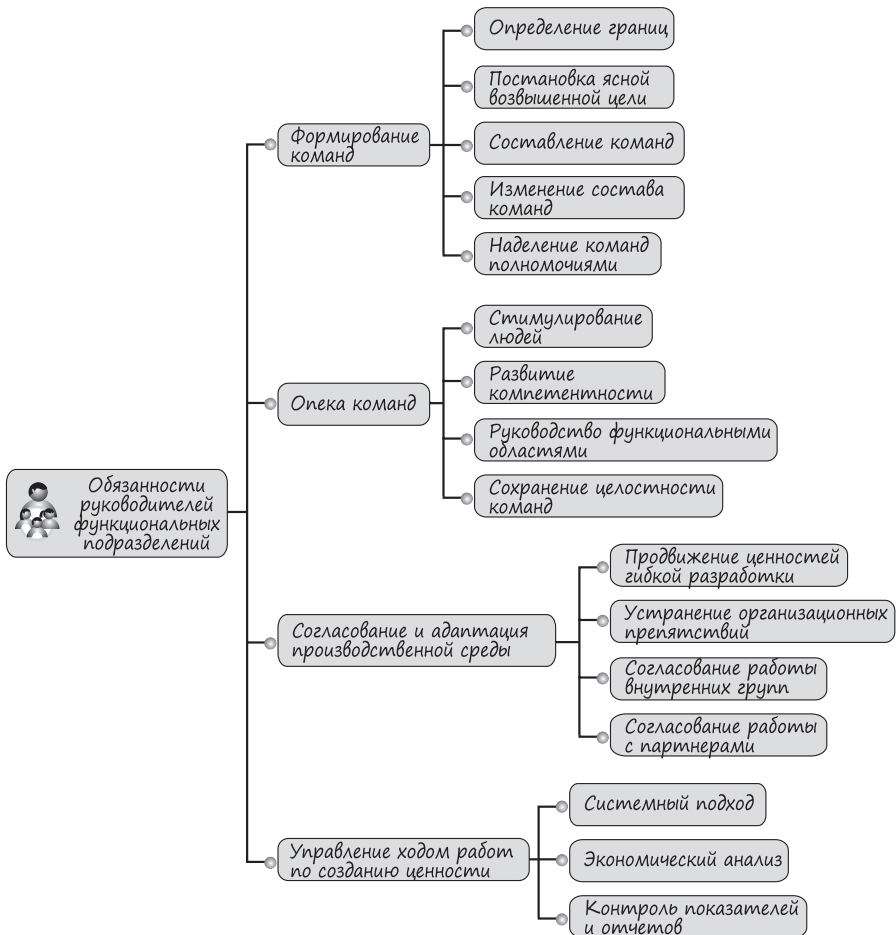 Обязанности
руководителей
функциональных
подразделений
Формирование
команд
Определение границ
Постановка ясной
возвышенной цели
Составление команд
Изменение состава
команд
Наделение команд
полномочиями
Опека команд
Стимулирование
людей
Развитие
компетентности
Руководство функциональными
областями
Сохранение целостности
команд
Согласование и адаптация
производственной среды
Продвижение ценностей
гибкой разработки
Устранение организационных
препятствий
Согласование работы
внутренних групп
Согласование работы
с партнерами
Управление ходом работ
по созданию ценности
Системный подход
Экономический анализ
Контроль показателей
и отчетов